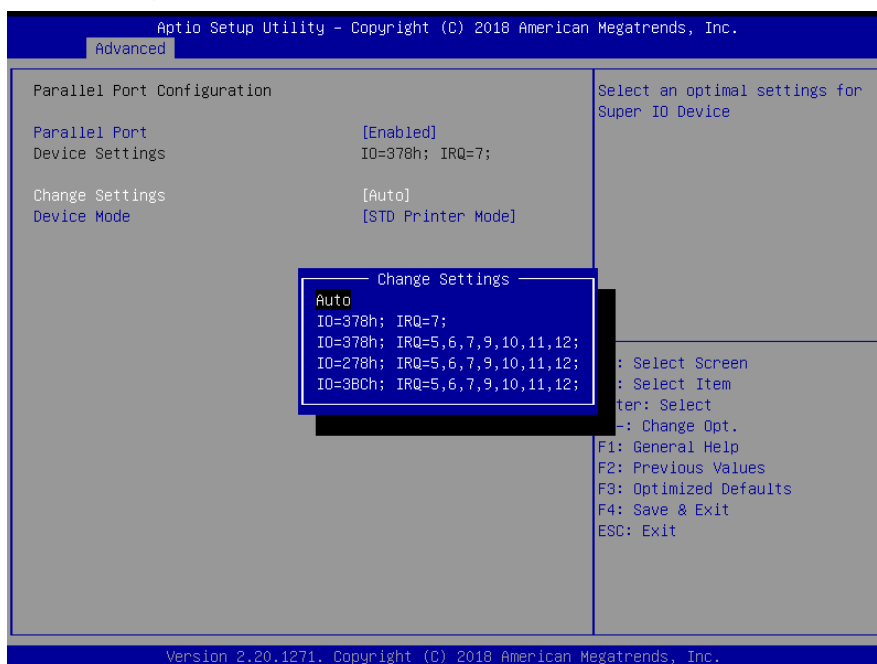 Aptio Setup Utility – Copyright (C) 2018 American Megatrends, Inc.
Advanced
Parallel Port Configuration
Parallel Port [Enabled]
Device Settings IO=378h; IRQ=7;
Change Settings [Auto]
Device Mode [STD Printer Mode]
Change Settings
Auto
IO=378h; IRQ=7;
IO=378h; IRQ=5,6,7,9,10,11,12;
IO=278h; IRQ=5,6,7,9,10,11,12;
IO=3BCh; IRQ=5,6,7,9,10,11,12;
Select an optimal settings for
Super IO Device
: Select Screen
: Select Item
ter: Select
-: Change Opt.
F1: General Help
F2: Previous Values
F3: Optimized Defaults
F4: Save & Exit
ESC: Exit
Version 2.20.1271. Copyright (C) 2018 American Megatrends, Inc.